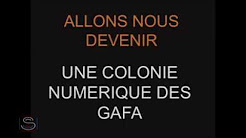 ALLONS NOUS
DEVENIR
UNE COLONIE
NUMERIQUE DES
GAFA